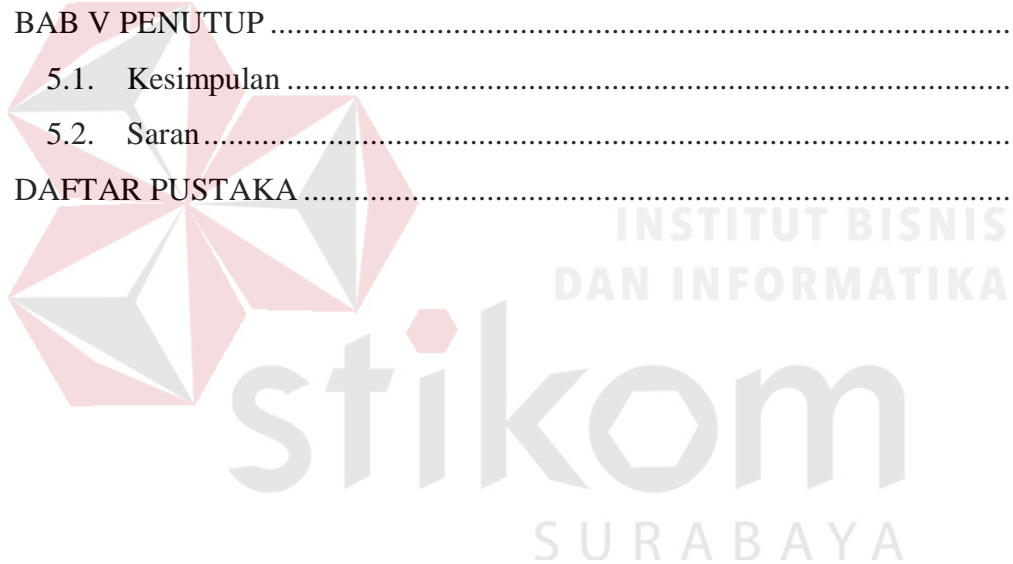 BAB V PENUTUP ..........................................................................................
5.1. Kesimpulan ........................................................................................
5.2. Saran ..................................................................................................
DAFTAR PUSTAKA ......................................................................................
INSTITUT BISNIS
DAN INFORMATIKA
stikom
SURABAYA